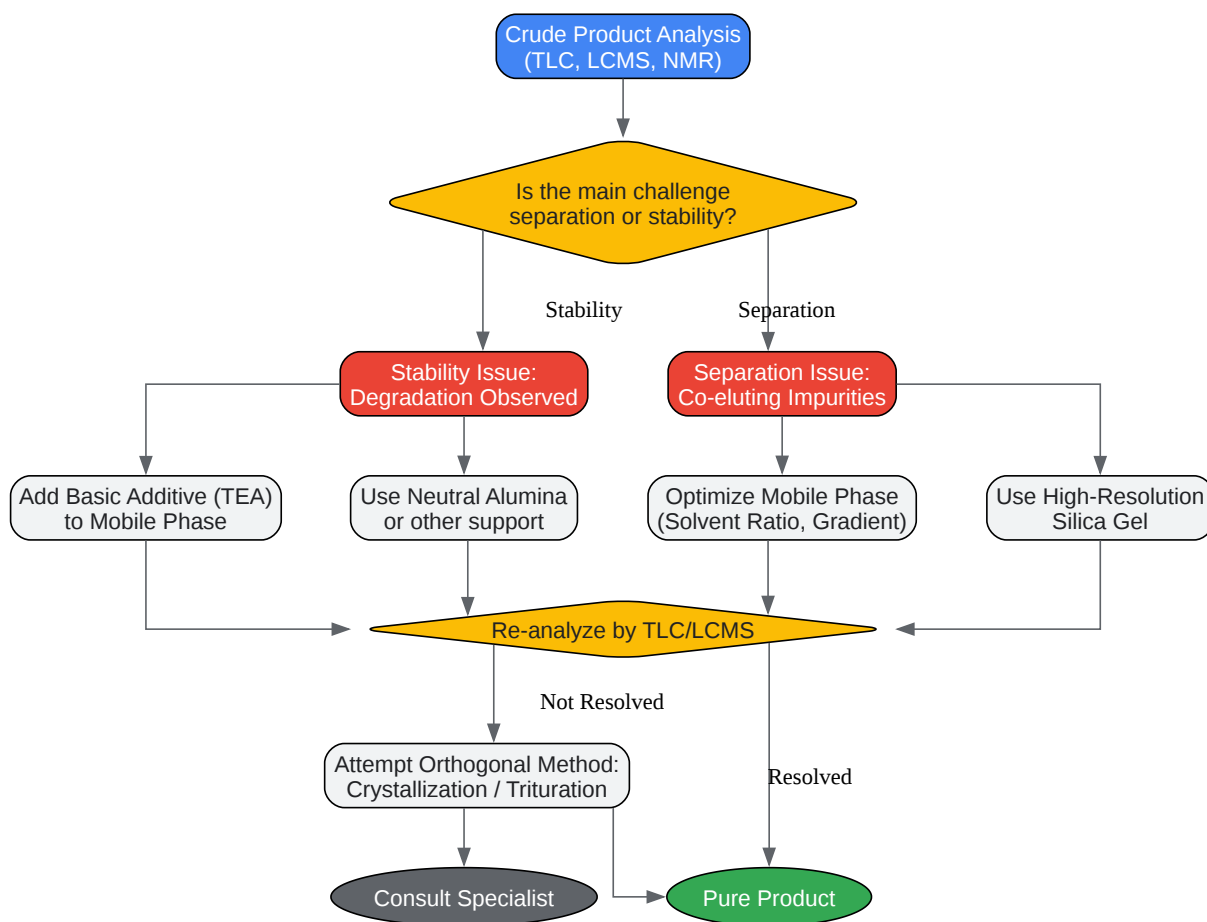 Crude Product Analysis
(TLC, LCMS, NMR)
Is the main challenge
separation or stability?
Stability
Separation
Stability Issue:
Degradation Observed
Separation Issue:
Co-eluting Impurities
Add Basic Additive (TEA)
to Mobile Phase
Use Neutral Alumina
or other support
Optimize Mobile Phase
(Solvent Ratio, Gradient)
Use High-Resolution
Silica Gel
Re-analyze by TLC/LCMS
Not Resolved
Attempt Orthogonal Method:
Crystallization / Trituration
Resolved
Consult Specialist
Pure Product